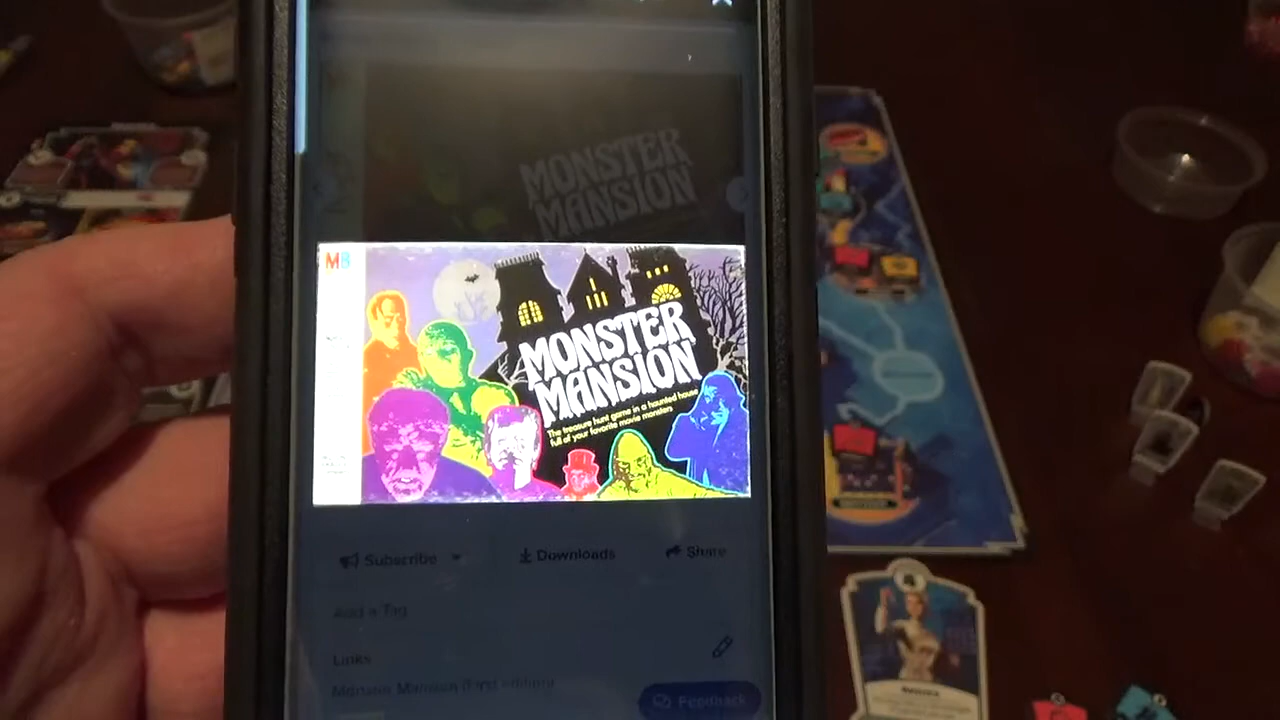 MONSTER
MANSION
MB
MONSTER
MANSION
The treasure hunt game in a haunted house
full of your favorite movie monsters
Subscribe
Downloads
Share
Add a Tag
Links
Monster Mansion (First edition)
Feedback